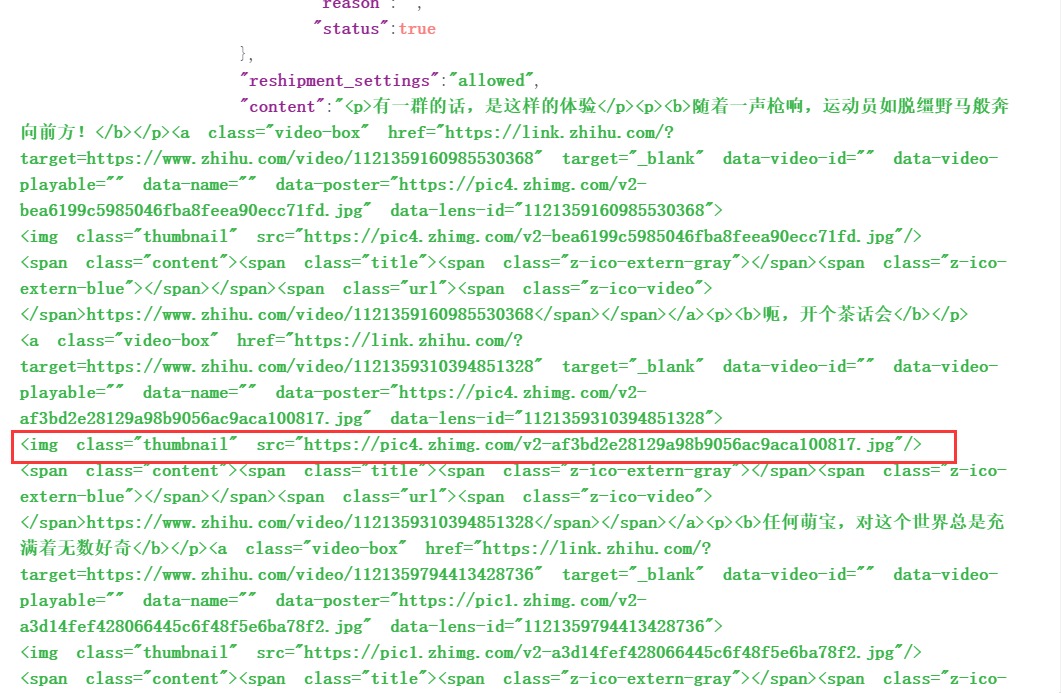 "reason":"",
"status":true
},
"reshipment_settings":"allowed",
"content":"<p>有一群的话，是这样的体验</p><p><b>随着一声枪响，运动员如脱缰野马般奔
向前方！</b></p><a class="video-box" href="https://link.zhihu.com/?
target=https://www.zhihu.com/video/1121359160985530368" target="_blank" data-video-id="" data-video-
playable="" data-name="" data-poster="https://pic4.zhimg.com/v2-
bea6199c5985046fba8feea90ecc71fd.jpg" data-lens-id="1121359160985530368">
<img class="thumbnail" src="https://pic4.zhimg.com/v2-bea6199c5985046fba8feea90ecc71fd.jpg"/>
<span class="content"><span class="title"><span class="z-ico-extern-gray"></span><span class="z-ico-
extern-blue"></span></span><span class="url"><span class="z-ico-video">
</span>https://www.zhihu.com/video/1121359160985530368</span></span></a><p><b>呃，开个茶话会</b></p>
<a class="video-box" href="https://link.zhihu.com/?
target=https://www.zhihu.com/video/1121359310394851328" target="_blank" data-video-id="" data-video-
playable="" data-name="" data-poster="https://pic4.zhimg.com/v2-
af3bd2e28129a98b9056ac9aca100817.jpg" data-lens-id="1121359310394851328">
<img class="thumbnail" src="https://pic4.zhimg.com/v2-af3bd2e28129a98b9056ac9aca100817.jpg"/>
<span class="content"><span class="title"><span class="z-ico-extern-gray"></span><span class="z-ico-
extern-blue"></span></span><span class="url"><span class="z-ico-video">
</span>https://www.zhihu.com/video/1121359310394851328</span></span></a><p><b>任何萌宝，对这个世界总是充
满着无数好奇</b></p><a class="video-box" href="https://link.zhihu.com/?
target=https://www.zhihu.com/video/1121359794413428736" target="_blank" data-video-id="" data-video-
playable="" data-name="" data-poster="https://pic1.zhimg.com/v2-
a3d14fef428066445c6f48f5e6ba78f2.jpg" data-lens-id="1121359794413428736">
<img class="thumbnail" src="https://pic1.zhimg.com/v2-a3d14fef428066445c6f48f5e6ba78f2.jpg"/>
<span class="content"><span class="title"><span class="z-ico-extern-gray"></span><span class="z-ico-